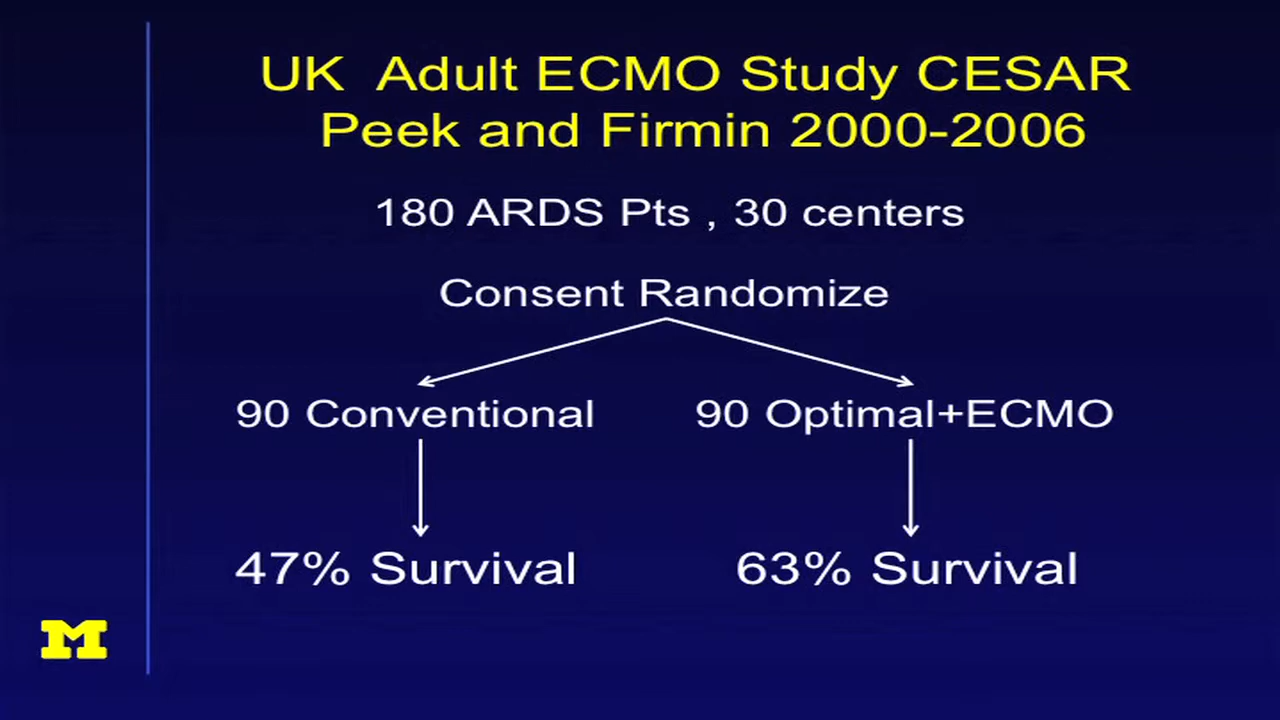 UK Adult ECMO Study CESAR
Peek and Firmin 2000-2006
180 ARDS Pts , 30 centers
Consent Randomize
90 Conventional
90 Optimal+ECMO
47% Survival
63% Survival
M